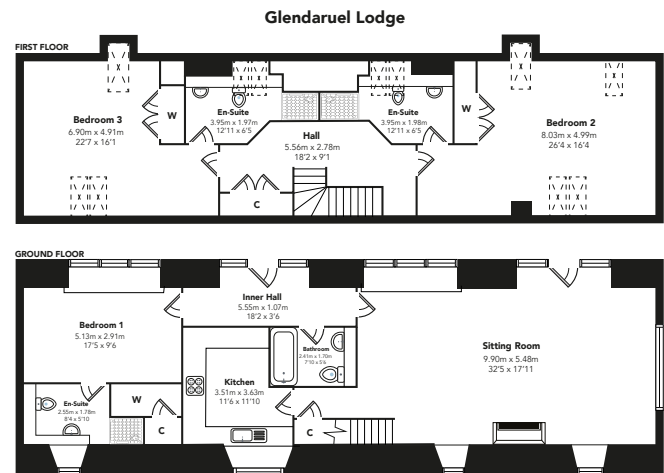 Glendaruel Lodge
FIRST FLOOR
Bedroom 3
6.90m x 4.91m
22'7 x 16'1
W
En-Suite
3.95m x 1.97m
12'11 x 6'5
Hall
5.56m x 2.78m
18'2 x 9'1
C
En-Suite
3.95m x 1.98m
12'11 x 6'5
W
Bedroom 2
8.03m x 4.99m
26'4 x 16'4
GROUND FLOOR
Bedroom 1
5.13m x 2.91m
17'5 x 9'6
Inner Hall
5.55m x 1.07m
18'2 x 3'6
Bathroom
2.41m x 1.70m
7'10 x 5'6
Sitting Room
9.90m x 5.48m
32'5 x 17'11
Kitchen
3.51m x 3.63m
11'6 x 11'10
En-Suite
2.55m x 1.78m
8'4 x 5'10
W
C
C